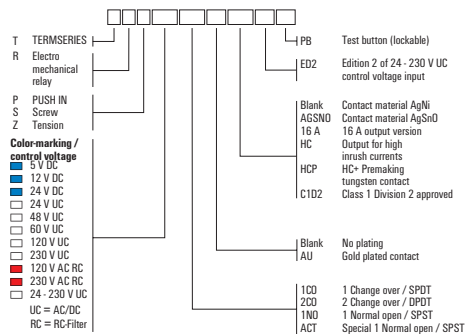 T TERMSERIES
R Electro
mechanical
relay
P PUSH IN
S Screw
Z Tension
Color-marking /
control voltage
5 V DC
12 V DC
24 V DC
24 V UC
48 V UC
60 V UC
120 V UC
230 V UC
120 V AC RC
230 V AC RC
24 - 230 V UC
UC = AC/DC
RC = RC-Filter
PB Test button (lockable)
ED2 Edition 2 of 24 - 230 V UC
control voltage input
Blank Contact material AgNi
AGSNO Contact material AgSnO
16 A 16 A output version
HC Output for high
inrush currents
HCP HC+ Premaking
tungsten contact
C1D2 Class 1 Division 2 approved
Blank No plating
AU Gold plated contact
1CO 1 Change over / SPDT
2CO 2 Change over / DPDT
1NO 1 Normal open / SPST
ACT Special 1 Normal open / SPST